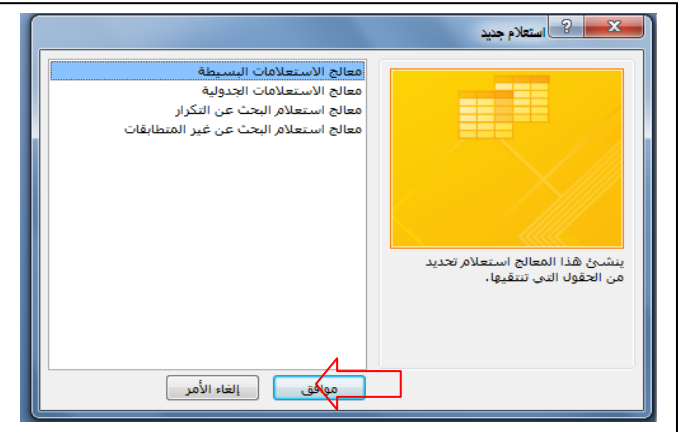 استعلام جديد
معالج الاستعلامات البسيطة
معالج الاستعلامات الجدولية
معالج استعلام البحث عن التكرار
معالج استعلام البحث عن غير المتطابقات
ينشئ هذا المعالج استعلام تحديد
من الحقول التي تنتقيها.
موافق
إلغاء الأمر